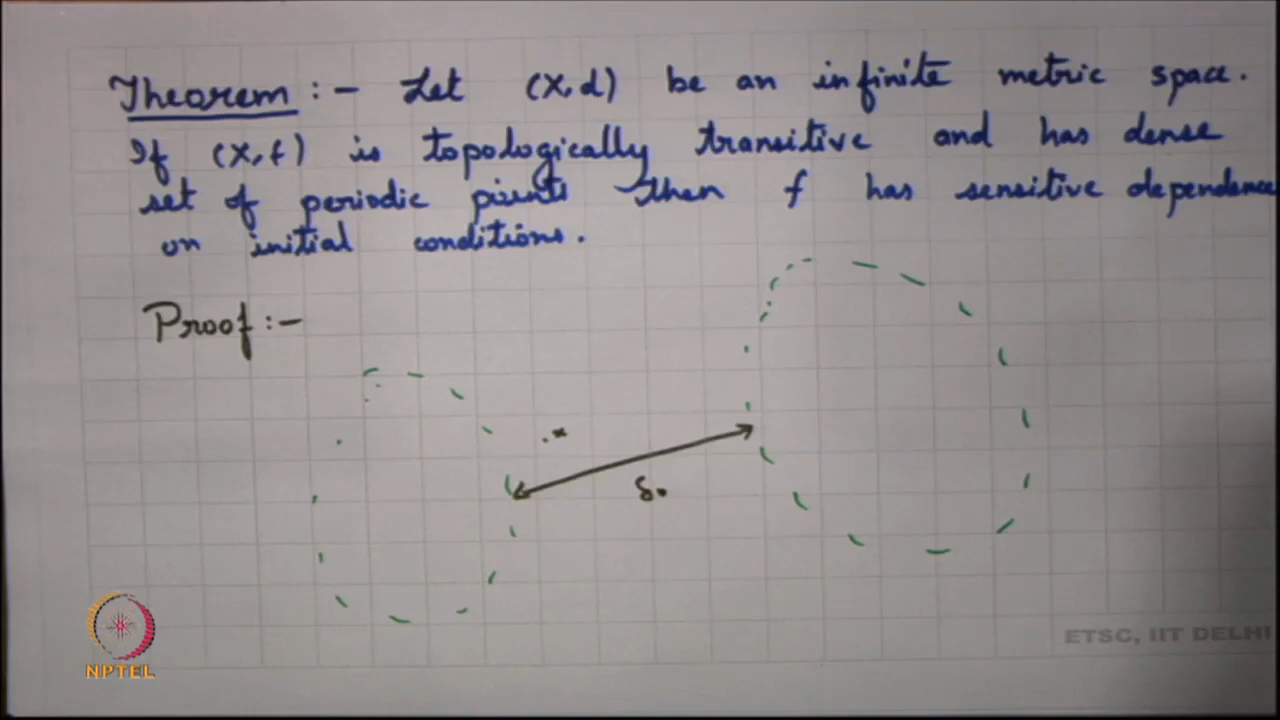 Theorem :- Let (X,d) be an infinite metric space.
If (X,f) is topologically transitive and has dense
set of periodic points then f has sensitive dependence
on initial conditions.
Proof :-
.x
δ₀
NPTEL
ETSC, IIT DELHI